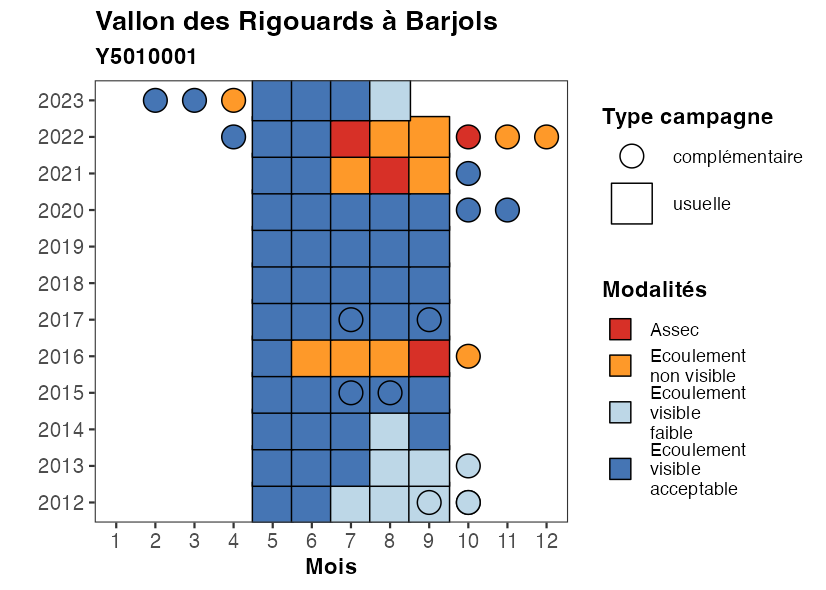 Vallon des Rigouards à Barjols
Y5010001
2023
2022
2021
2020
2019
2018
2017
2016
2015
2014
2013
2012
1 2 3 4 5 6 7 8 9 10 11 12
Mois
Type campagne
complémentaire
usuelle
Modalités
Assec
Ecoulement
non visible
Ecoulement
visible
faible
Ecoulement
visible
acceptable